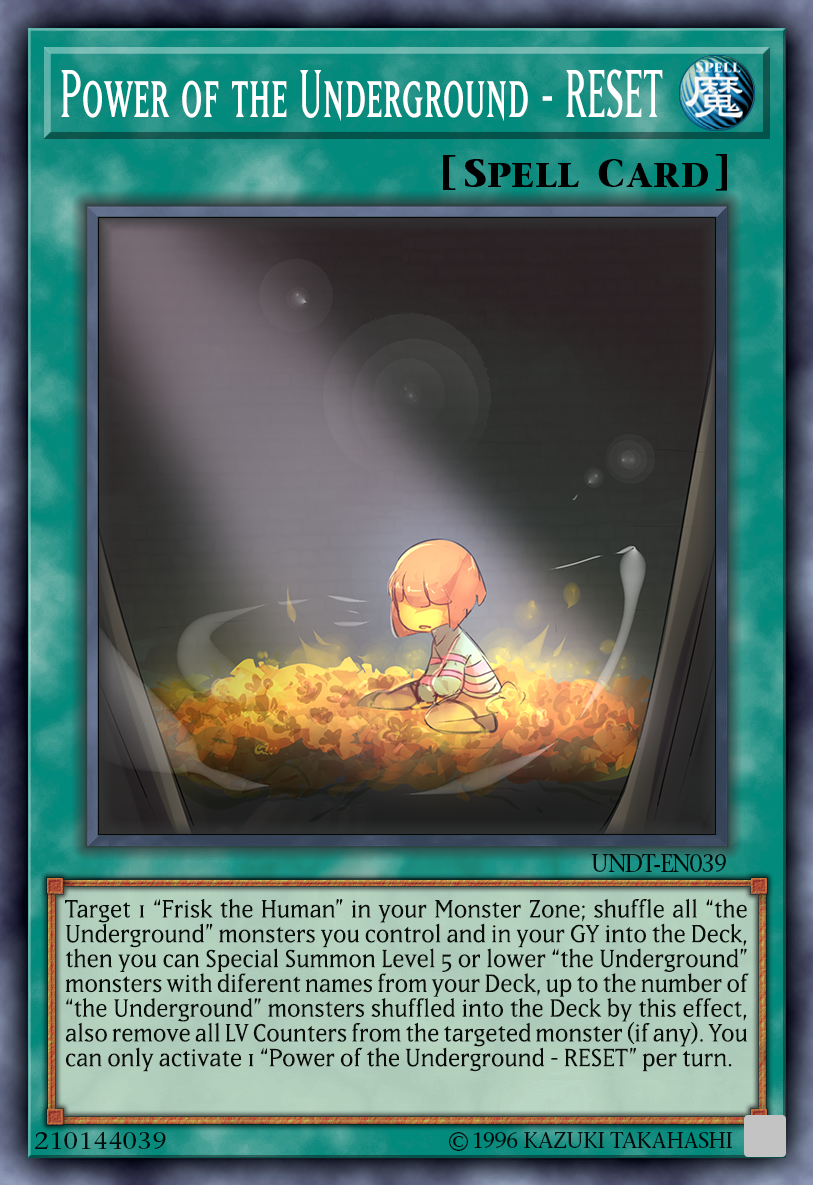 Power of the Underground - RESET
SPELL
魔
[Spell Card]
UNDT-EN039
Target 1 “Frisk the Human” in your Monster Zone; shuffle all “the
Underground” monsters you control and in your GY into the Deck,
then you can Special Summon Level 5 or lower “the Underground”
monsters with diferent names from your Deck, up to the number of
“the Underground” monsters shuffled into the Deck by this effect,
also remove all LV Counters from the targeted monster (if any). You
can only activate 1 “Power of the Underground - RESET” per turn.
210144039
© 1996 KAZUKI TAKAHASHI